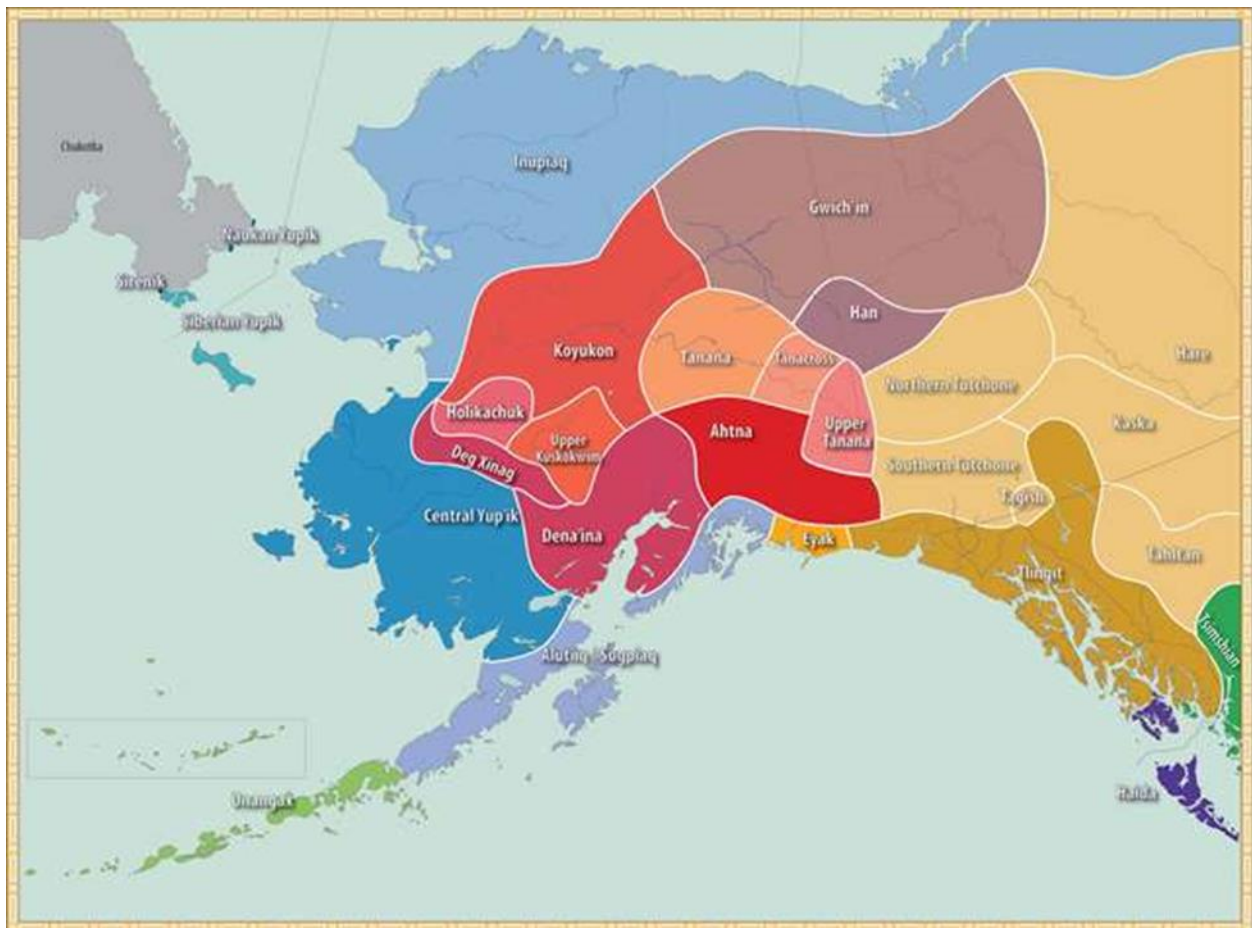 Chukotka
Inupiaq
Gwich'in
Naukan Yupik
Sirenik
Siberian Yupik
Han
Koyukon
Tanana
Tanacross
Hare
Northern Tutchone
Holikachuk
Upper
Kuskokwim
Ahtna
Upper
Tanana
Kaska
Deg Xinag
Southern Tutchone
Tagish
Central Yup'ik
Dena'ina
Eyak
Tahltan
Tlingit
Tsimshian
Alutiiq / Sugpiaq
Haida
Unangax̂